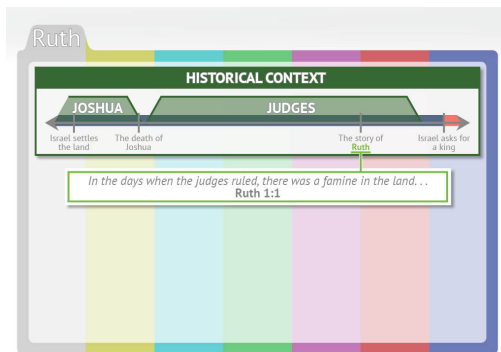 Ruth
HISTORICAL CONTEXT
JOSHUA
JUDGES
Israel settles
the land
The death of
Joshua
The story of
Ruth
Israel asks for
a king
In the days when the judges ruled, there was a famine in the land. . .
Ruth 1:1